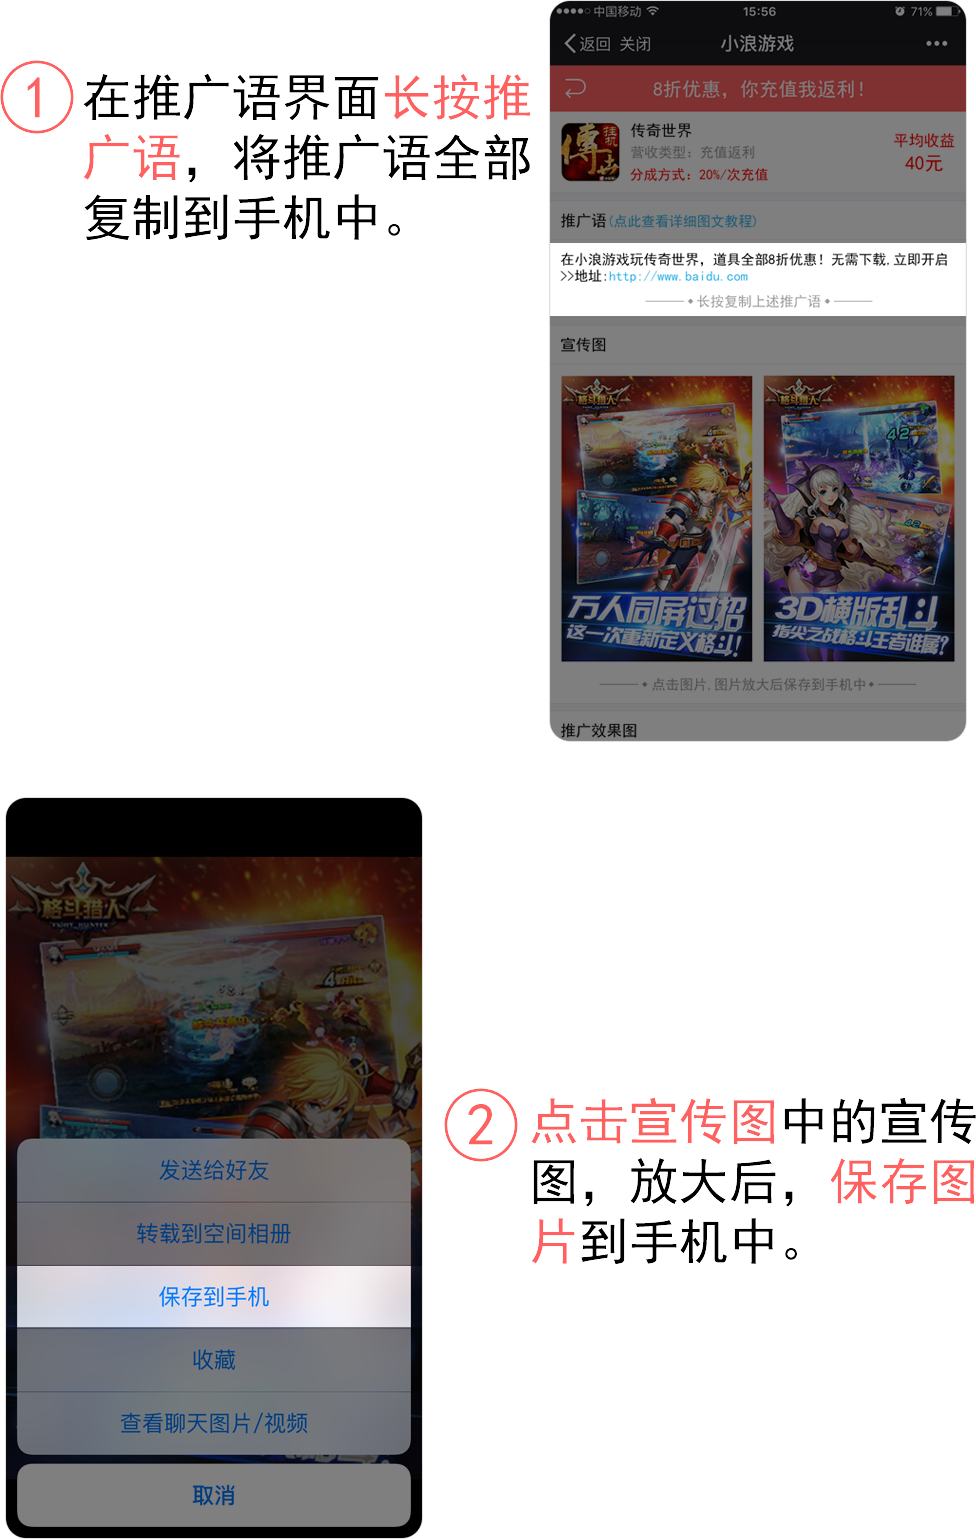 中国移动 15:56 71%
返回 关闭 小浪游戏
8折优惠，你充值我返利！
1 在推广语界面长按推
广语，将推广语全部
复制到手机中。
挂机
传奇世界
营收类型：充值返利
分成方式：20%/次充值
平均收益
40元
推广语(点此查看详细图文教程)
在小浪游戏玩传奇世界，道具全部8折优惠！无需下载,立即开启
>>地址:http://www.baidu.com
长按复制上述推广语
宣传图
格斗猎人
格斗猎人
42
42
万人同屏过招
这一次重新定义格斗!
3D横版乱斗
指尖之战格斗王者谁属?
点击图片,图片放大后保存到手机中
推广效果图
格斗猎人
FIGHT HUNTER
4
2 点击宣传图中的宣传
图，放大后，保存图
片到手机中。
发送给好友
转载到空间相册
保存到手机
收藏
查看聊天图片/视频
取消